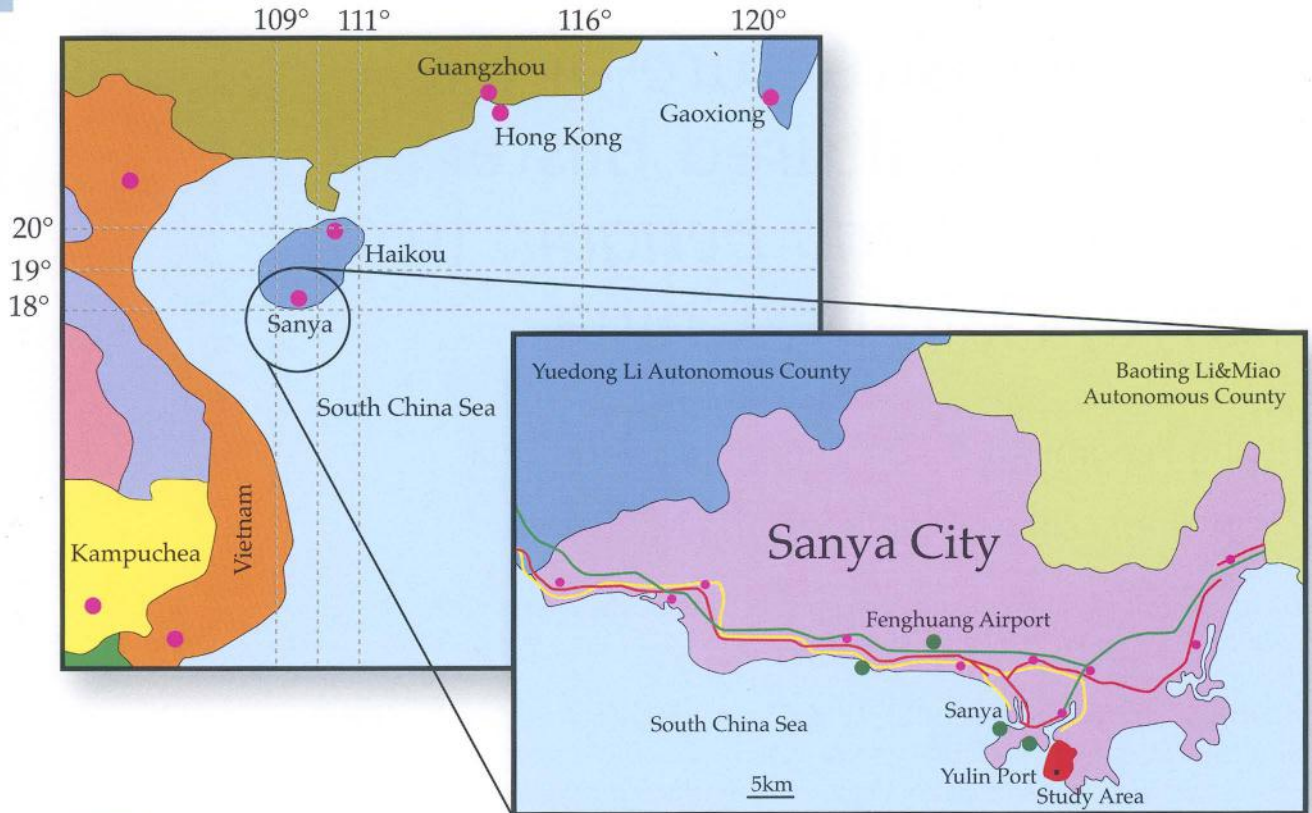 109° 111° 116° 120°
Guangzhou
Hong Kong
Gaoxiong
20°
19°
18°
Haikou
Sanya
South China Sea
Kampuchea
Vietnam
Yuedong Li Autonomous County
Baoting Li&Miao
Autonomous County
Sanya City
Fenghuang Airport
South China Sea
Sanya
Yulin Port
Study Area
5km